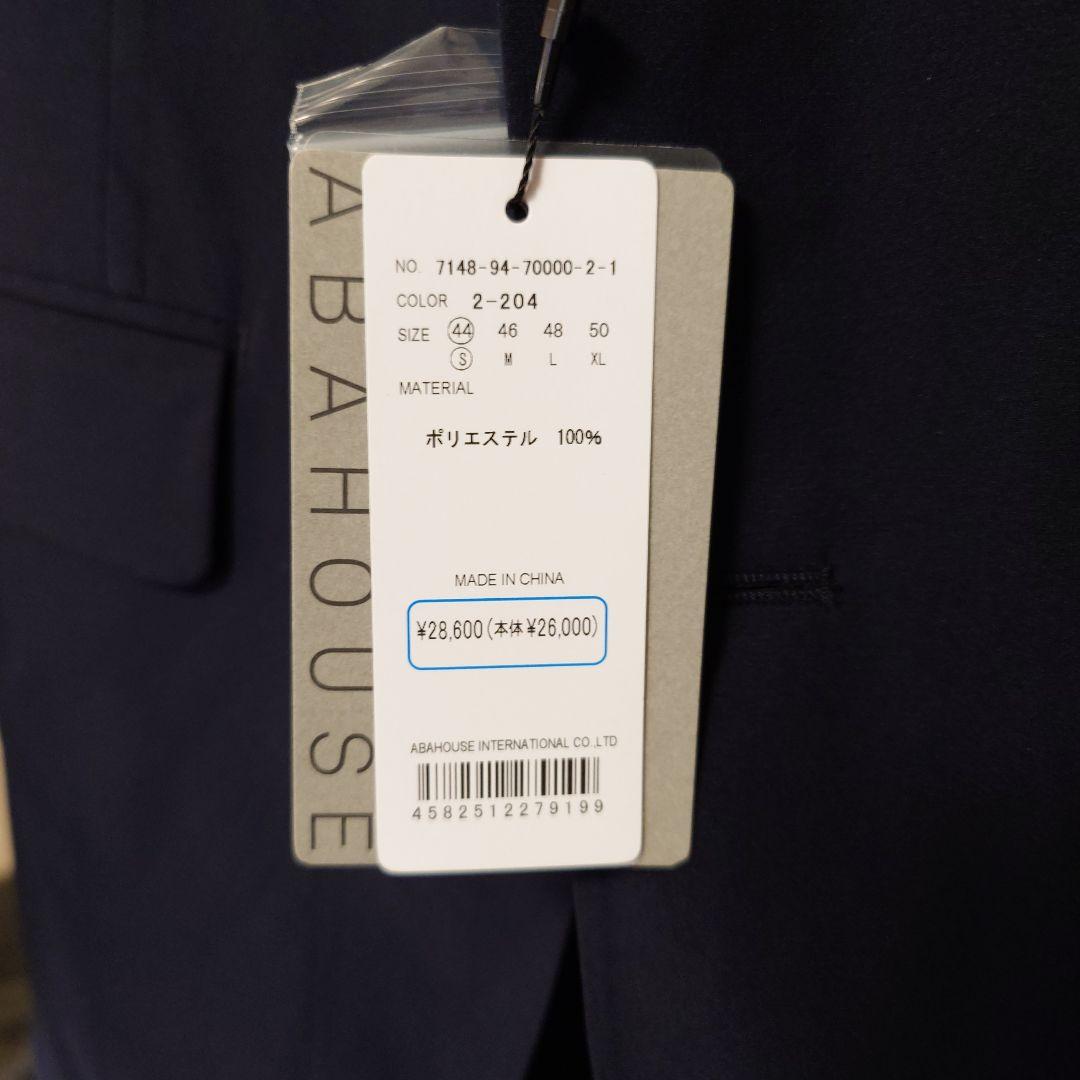 ABAHOUSE
NO. 7148-94-70000-2-1
COLOR 2-204
SIZE 44 46 48 50
S M L XL
MATERIAL
ポリエステル 100%
MADE IN CHINA
¥28,600(本体¥26,000)
ABAHOUSE INTERNATIONAL CO.,LTD
4582512279199